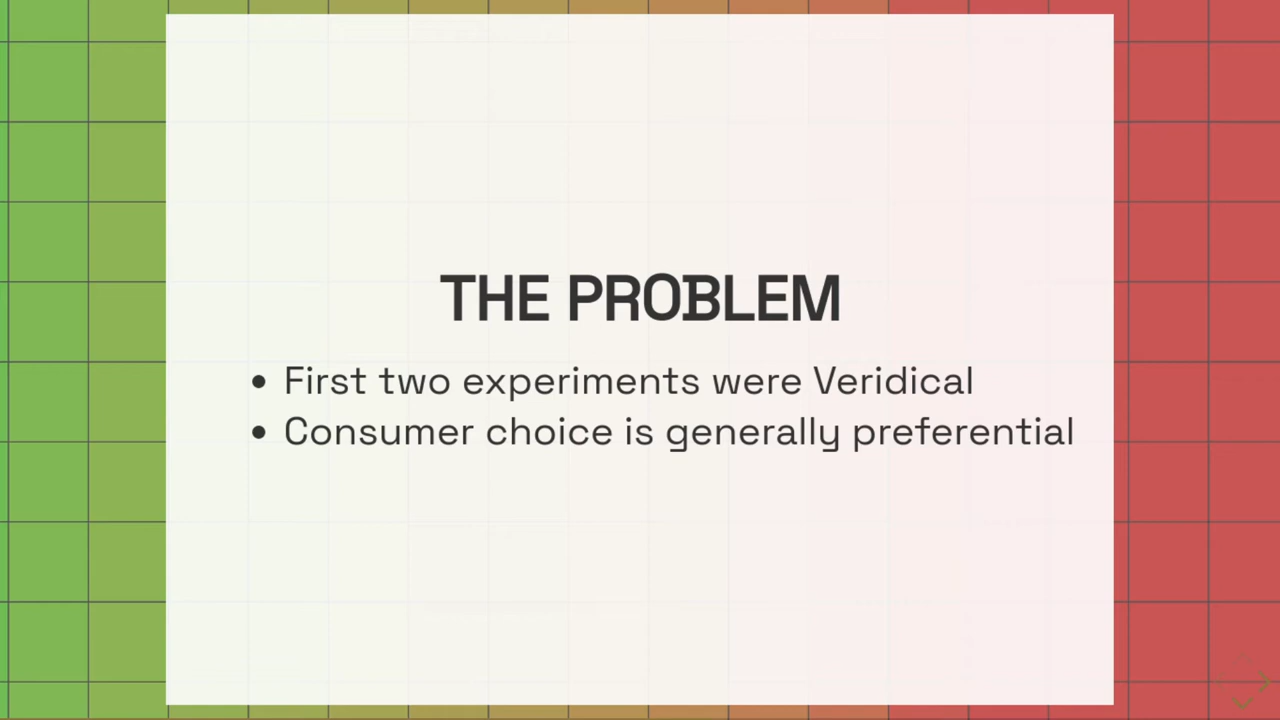 THE PROBLEM
• First two experiments were Veridical
• Consumer choice is generally preferential